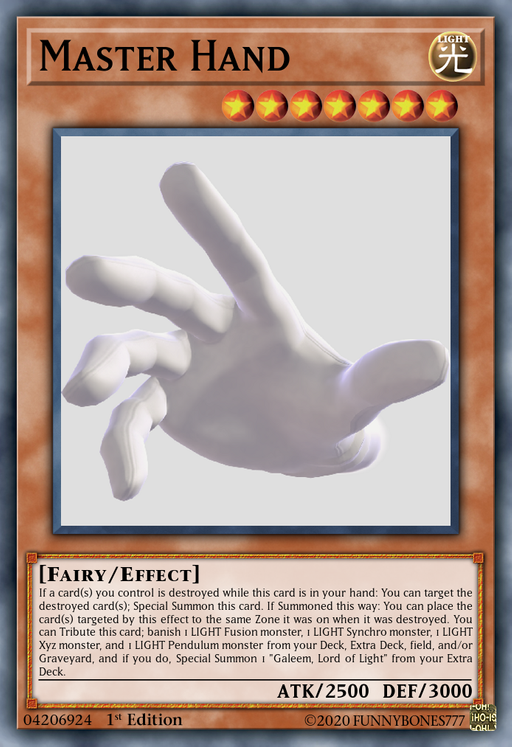 MASTER HAND
LIGHT
光
[FAIRY/EFFECT]
If a card(s) you control is destroyed while this card is in your hand: You can target the
destroyed card(s); Special Summon this card. If Summoned this way: You can place the
card(s) targeted by this effect to the same Zone it was on when it was destroyed. You
can Tribute this card; banish 1 LIGHT Fusion monster, 1 LIGHT Synchro monster, 1 LIGHT
Xyz monster, and 1 LIGHT Pendulum monster from your Deck, Extra Deck, field, and/or
Graveyard, and if you do, Special Summon 1 "Galeem, Lord of Light" from your Extra
Deck.
ATK/2500 DEF/3000
04206924 1st Edition ©2020 FUNNYBONES777